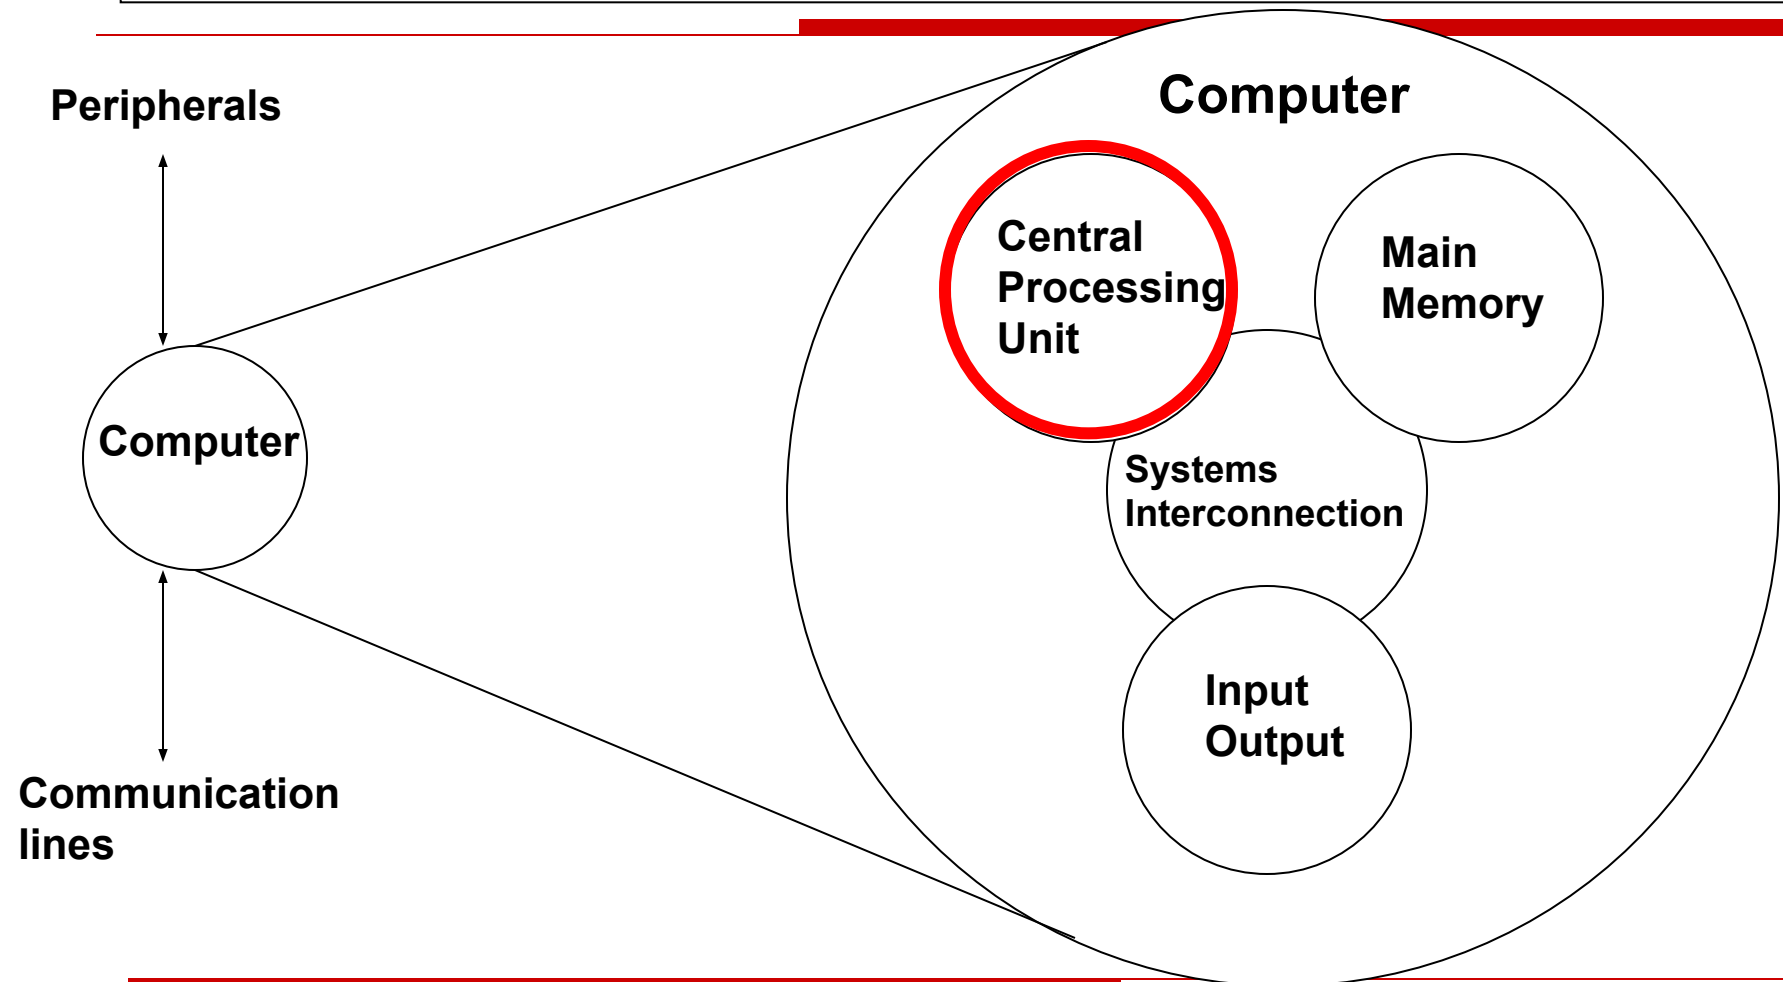 Peripherals
Computer
Communication
lines
Computer
Central
Processing
Unit
Main
Memory
Systems
Interconnection
Input
Output